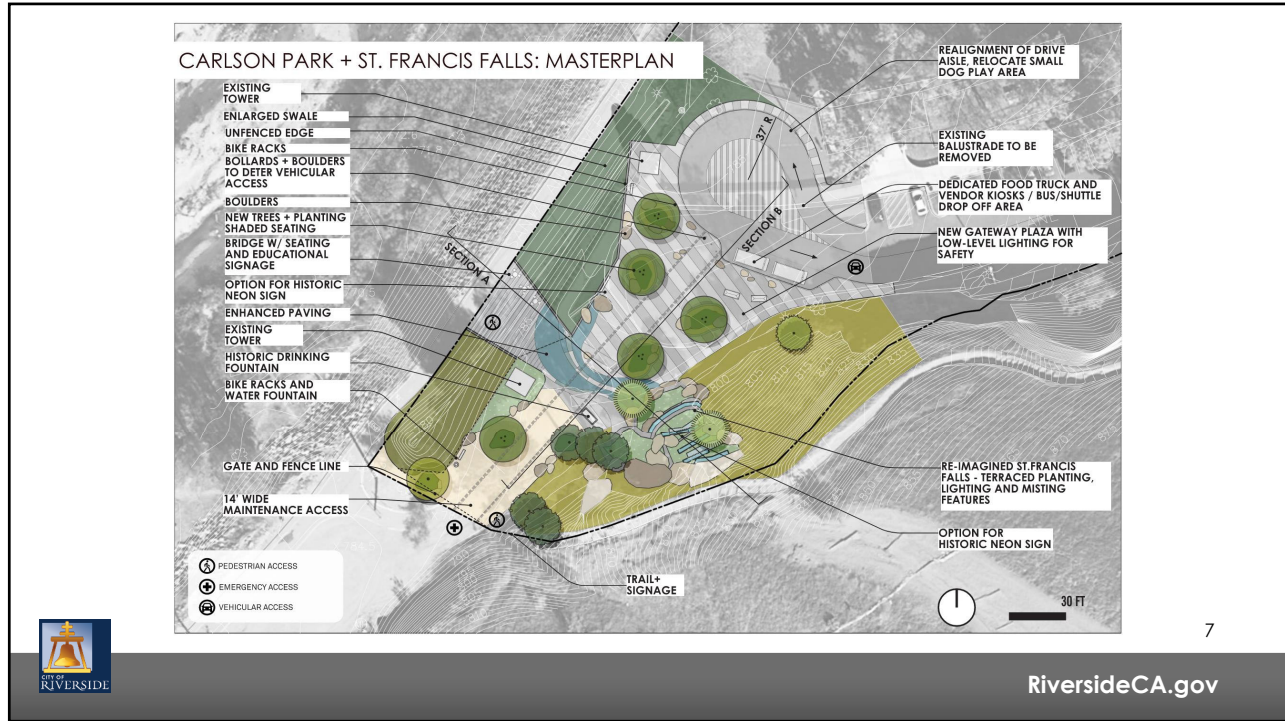 CARLSON PARK + ST. FRANCIS FALLS: MASTERPLAN
EXISTING
TOWER
ENLARGED SWALE
UNFENCED EDGE
BIKE RACKS
BOLLARDS + BOULDERS
TO DETER VEHICULAR
ACCESS
BOULDERS
NEW TREES + PLANTING
SHADED SEATING
BRIDGE W/ SEATING
AND EDUCATIONAL
SIGNAGE
OPTION FOR HISTORIC
NEON SIGN
ENHANCED PAVING
EXISTING
TOWER
HISTORIC DRINKING
FOUNTAIN
BIKE RACKS AND
WATER FOUNTAIN
GATE AND FENCE LINE
14' WIDE
MAINTENANCE ACCESS
PEDESTRIAN ACCESS
EMERGENCY ACCESS
VEHICULAR ACCESS
SECTION A
SECTION B
37' R
800
810
815
820
825
830
TRAIL+
SIGNAGE
REALIGNMENT OF DRIVE
AISLE, RELOCATE SMALL
DOG PLAY AREA
EXISTING
BALUSTRADE TO BE
REMOVED
DEDICATED FOOD TRUCK AND
VENDOR KIOSKS / BUS/SHUTTLE
DROP OFF AREA
NEW GATEWAY PLAZA WITH
LOW-LEVEL LIGHTING FOR
SAFETY
RE-IMAGINED ST.FRANCIS
FALLS - TERRACED PLANTING,
LIGHTING AND MISTING
FEATURES
OPTION FOR
HISTORIC NEON SIGN
30 FT
7
CITY OF
RIVERSIDE
RiversideCA.gov